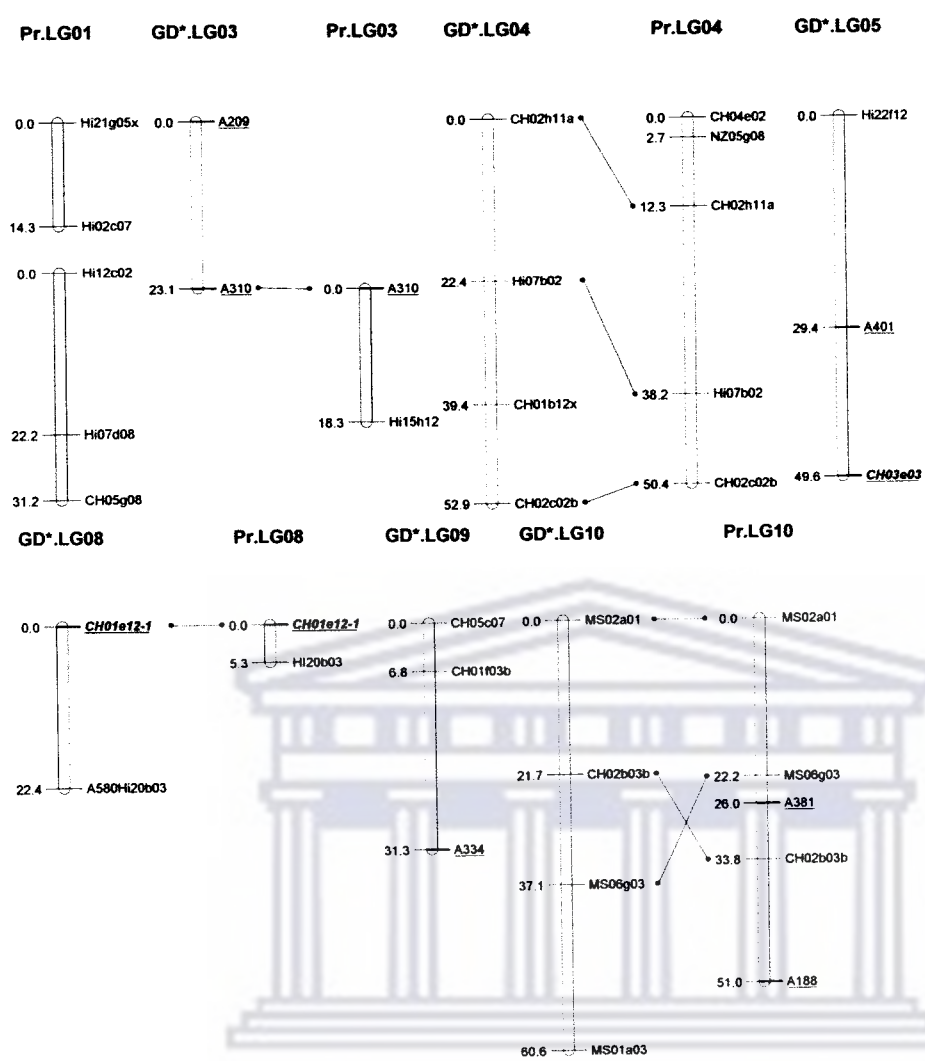 Pr.LG01 GD*.LG03 Pr.LG03 GD*.LG04 Pr.LG04 GD*.LG05
0.0 Hi21g05x
14.3 Hi02c07
0.0 Hi12c02
22.2 Hi07d08
31.2 CH05g08
0.0 A209
23.1 A310
0.0 A310
18.3 Hi15h12
0.0 CH02h11a
22.4 Hi07b02
39.4 CH01b12x
52.9 CH02c02b
0.0 CH04e02
2.7 NZ05g08
12.3 CH02h11a
38.2 Hi07b02
50.4 CH02c02b
0.0 Hi22f12
29.4 A401
49.6 CH03e03
GD*.LG08 Pr.LG08 GD*.LG09 GD*.LG10 Pr.LG10
0.0 CH01e12-1
22.4 A580Hi20b03
0.0 CH01e12-1
5.3 HI20b03
0.0 CH05c07
6.8 CH01f03b
31.3 A334
0.0 MS02a01
21.7 CH02b03b
37.1 MS06g03
60.6 MS01a03
0.0 MS02a01
22.2 MS06g03
26.0 A381
33.8 CH02b03b
51.0 A188